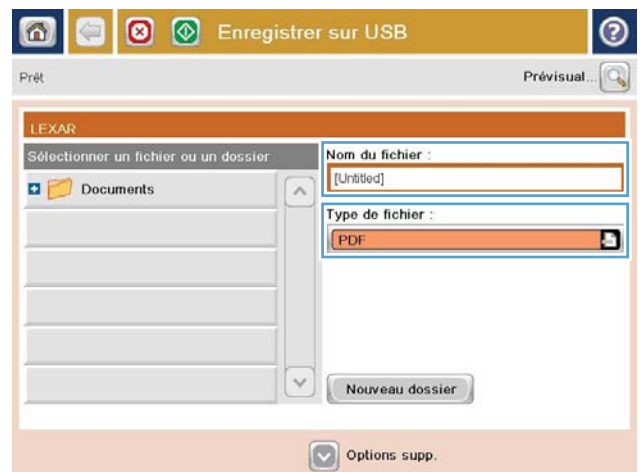 Enregistrer sur USB
?
Prêt
Prévisual...
LEXAR
Sélectionner un fichier ou un dossier
Documents
Nom du fichier :
[Untitled]
Type de fichier :
PDF
Nouveau dossier
Options supp.